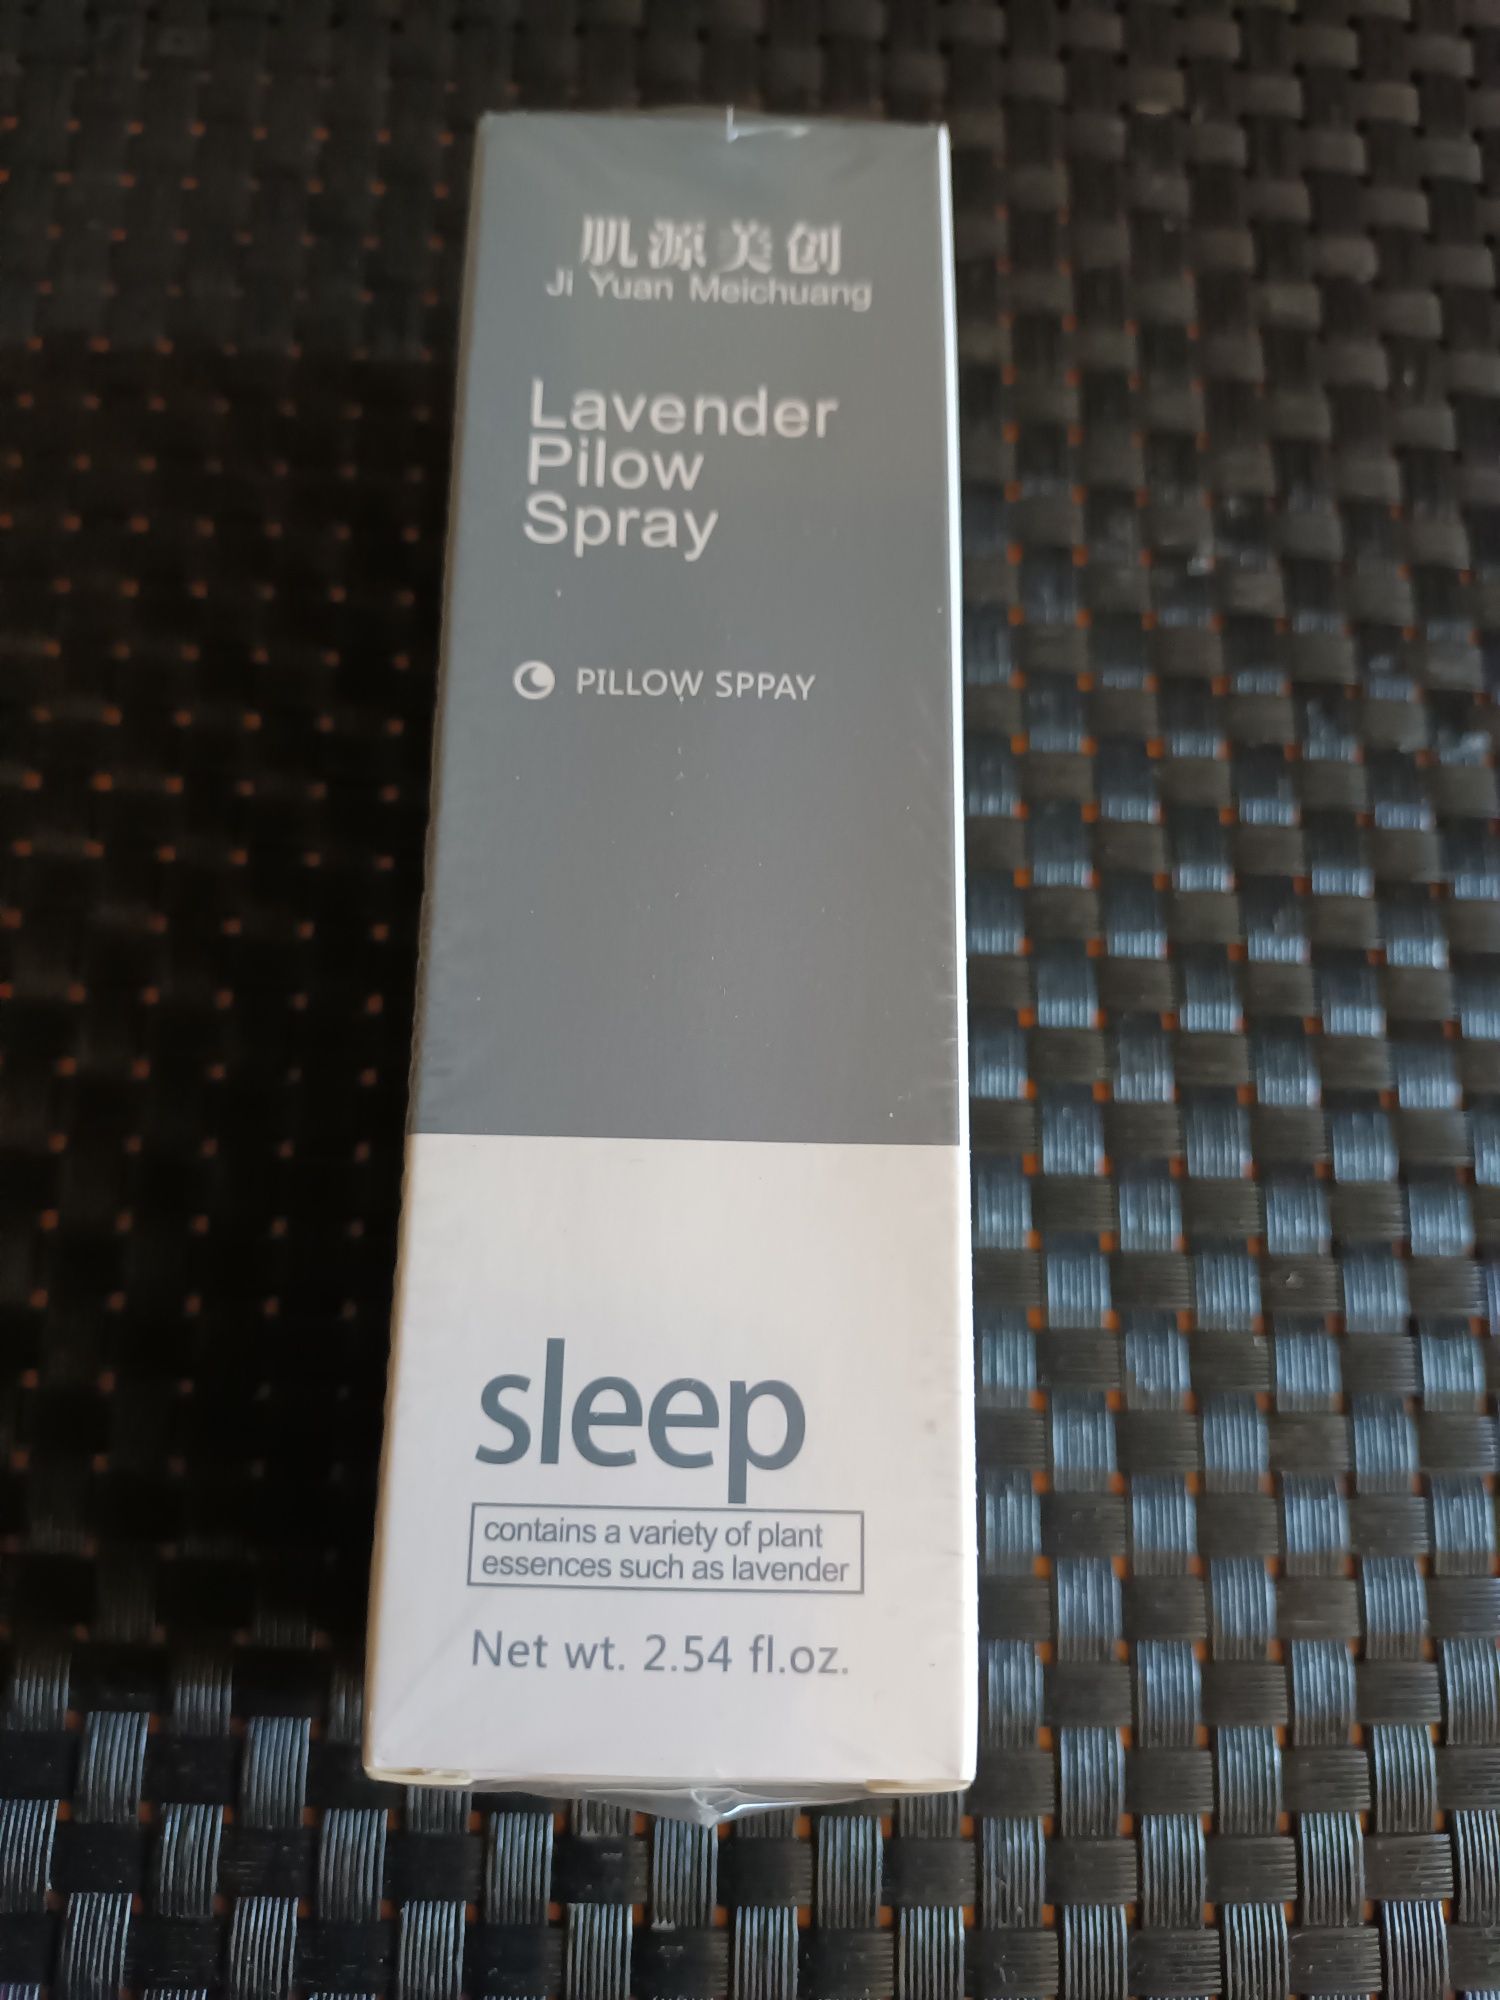 肌源美创
Ji Yuan Meichuang
Lavender
Pilow
Spray
PILLOW SPPAY
sleep
contains a variety of plant
essences such as lavender
Net wt. 2.54 fl.oz.